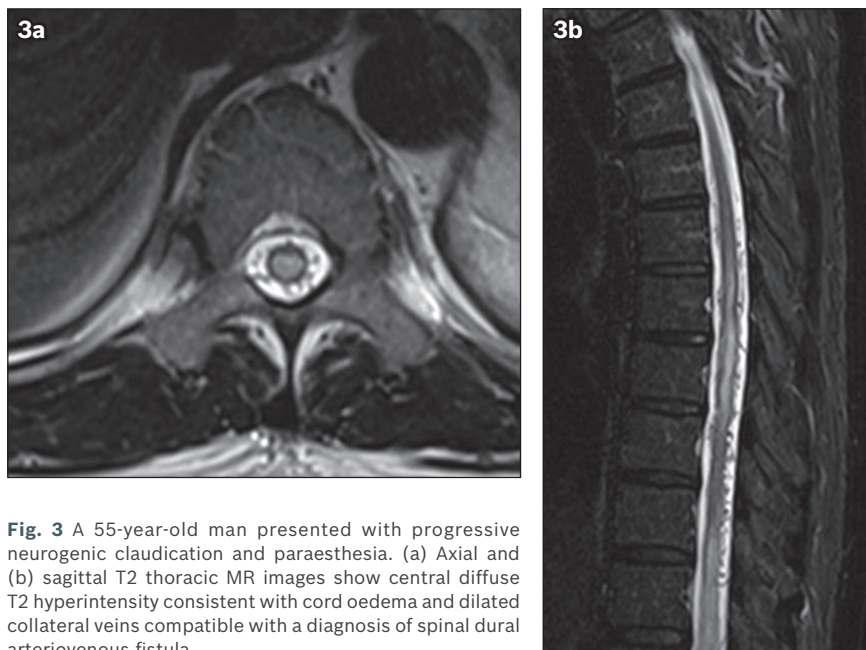 3a
3b
Fig. 3 A 55-year-old man presented with progressive
neurogenic claudication and paraesthesia. (a) Axial and
(b) sagittal T2 thoracic MR images show central diffuse
T2 hyperintensity consistent with cord oedema and dilated
collateral veins compatible with a diagnosis of spinal dural
arteriovenous fistula.